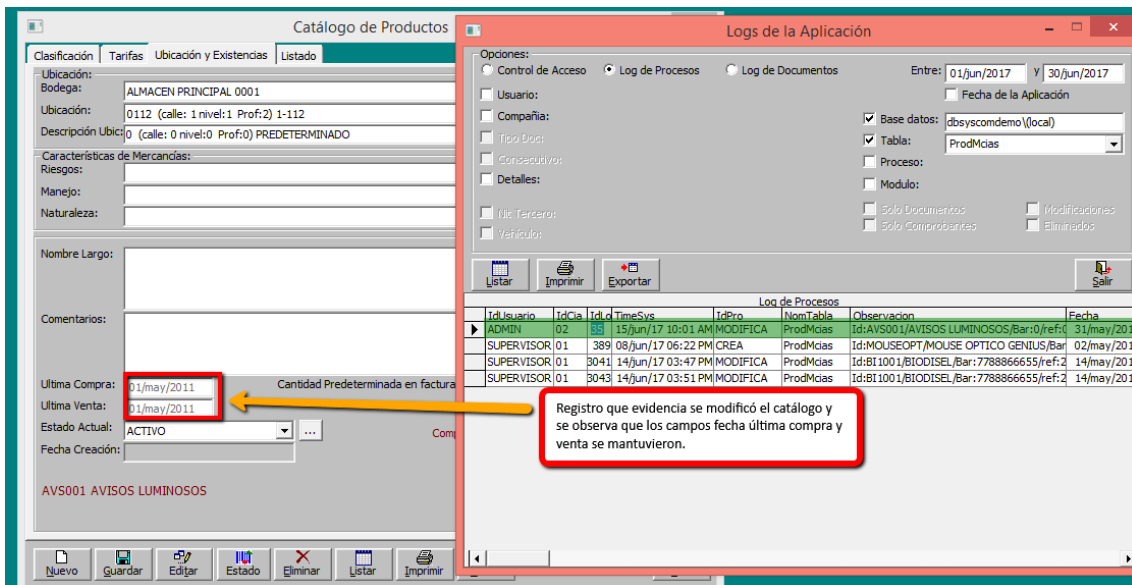 Catálogo de Productos
Clasificación Tarifas Ubicación y Existencias Listado
Ubicación:
Bodega: ALMACEN PRINCIPAL 0001
Ubicación: 0112 (calle: 1 nivel:1 Prof:2) 1-112
Descripción Ubic: 0 (calle: 0 nivel:0 Prof:0) PREDETERMINADO
Características de Mercancías:
Riesgos:
Manejo:
Naturaleza:
Nombre Largo:
Comentarios:
Ultima Compra: 01/may/2011 Cantidad Predeterminada en factura
Ultima Venta: 01/may/2011
Estado Actual: ACTIVO ... Com
Fecha Creación:
AVS001 AVISOS LUMINOSOS
Nuevo Guardar Editar Estado Eliminar Listar Imprimir
Logs de la Aplicación
Opciones:
Control de Acceso Log de Procesos Log de Documentos Entre: 01/jun/2017 y 30/jun/2017
Usuario: Fecha de la Aplicación
Compañia: Base datos: dbsyscomdemo\(local)
Tipo Doc: Tabla: ProdMcias
Consecutivo: Proceso:
Detalles: Modulo:
Nit Tercero: Solo Documentos Modificaciones
Vehículo: Solo Comprobantes Eliminados
Listar Imprimir Exportar Salir
Log de Procesos
IdUsuario IdCia IdLo TimeSys IdPro NomTabla Observacion Fecha
ADMIN 02 35 15/jun/17 10:01 AM MODIFICA ProdMcias Id:AVS001/AVISOS LUMINOSOS/Bar:0/ref:0 31/may/201
SUPERVISOR 01 389 08/jun/17 06:22 PM CREA ProdMcias Id:MOUSEOPT/MOUSE OPTICO GENIUS/Bar 02/may/201
SUPERVISOR 01 3041 14/jun/17 03:47 PM MODIFICA ProdMcias Id:BI1001/BIODISEL/Bar:7788866655/ref:2 14/may/201
SUPERVISOR 01 3043 14/jun/17 03:51 PM MODIFICA ProdMcias Id:BI1001/BIODISEL/Bar:7788866655/ref:2 14/may/201
Registro que evidencia se modificó el catálogo y
se observa que los campos fecha última compra y
venta se mantuvieron.